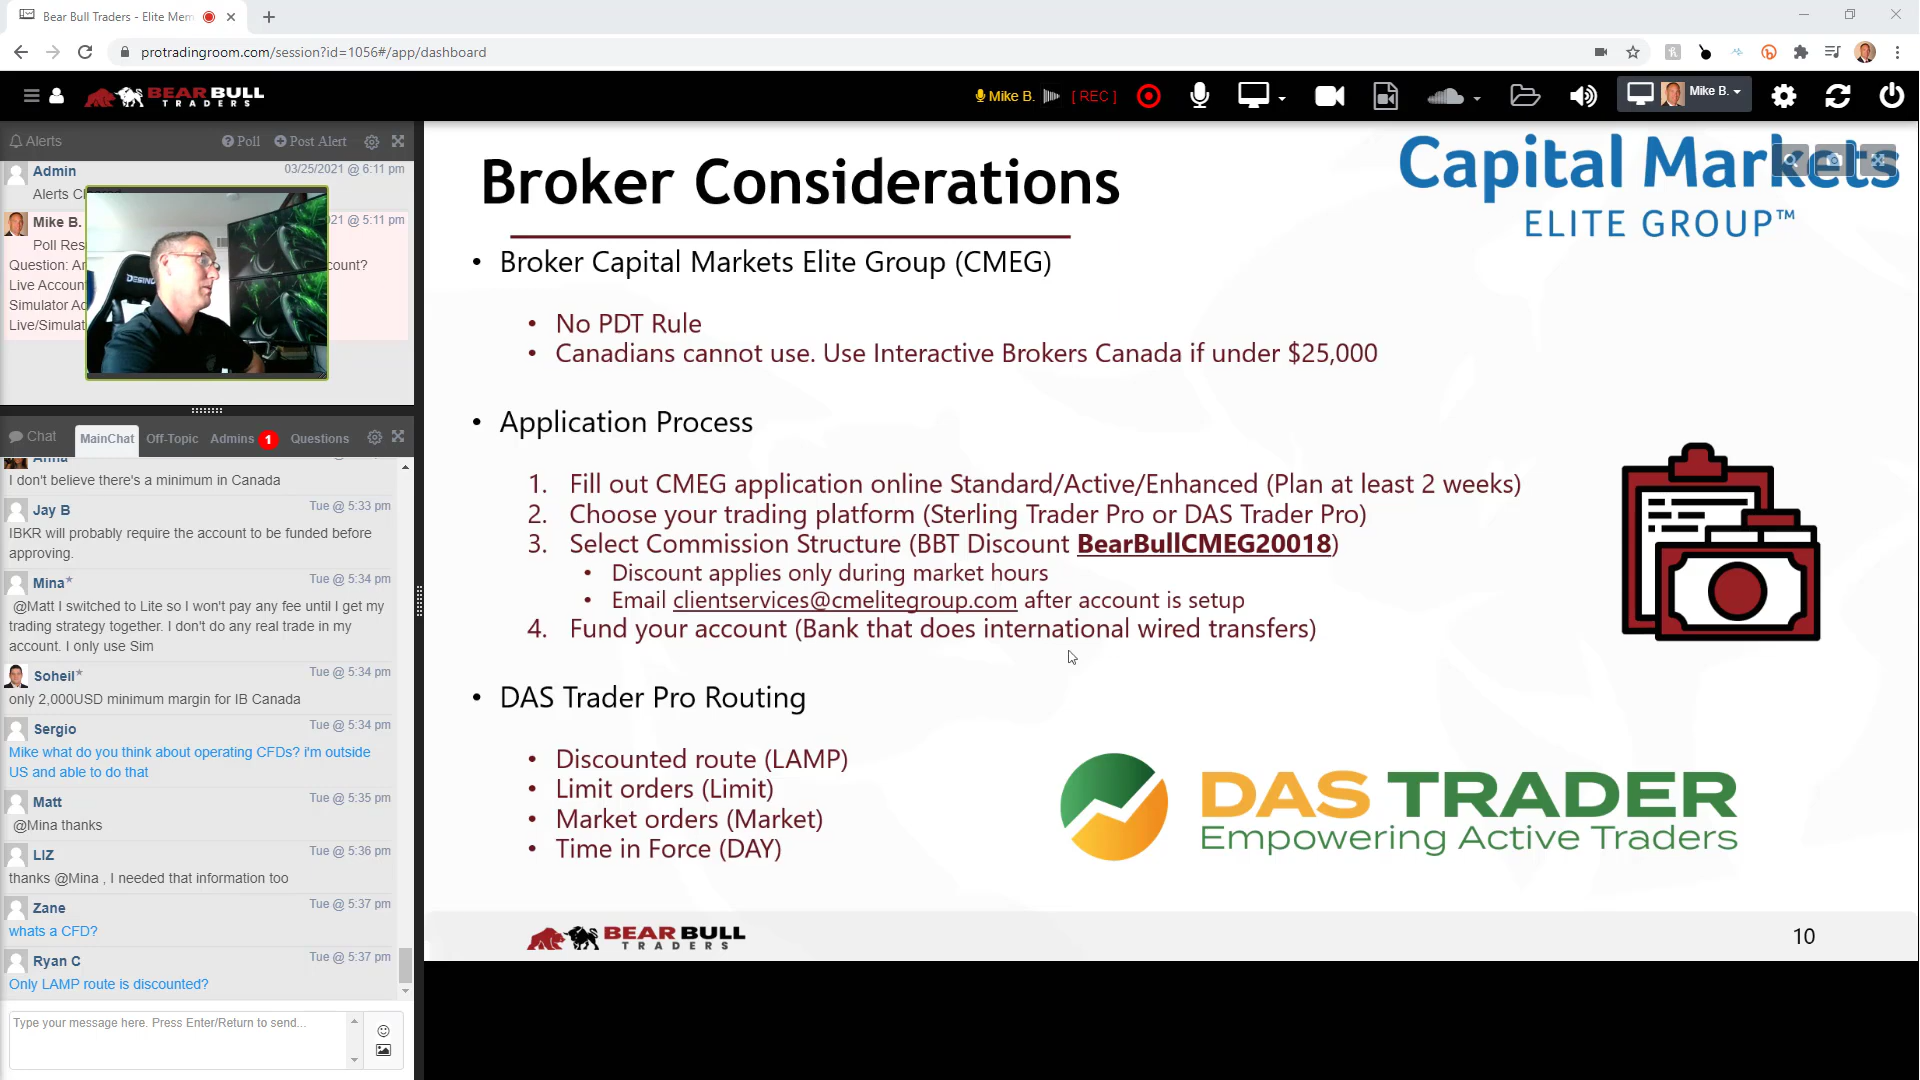 Bear Bull Traders - Elite Mem
protradingroom.com/session?id=1056#/app/dashboard
BEAR BULL
TRADERS
Mike B.
[ REC ]
Mike B.
Alerts
Poll
Post Alert
Admin
03/25/2021 @ 6:11 pm
Alerts
Mike B.
021 @ 5:11 pm
Poll Res
Question:
count?
Live Accoun
Simulator Ac
Live/Simulat
Chat
MainChat
Off-Topic
Admins 1
Questions
I don't believe there's a minimum in Canada
Jay B
Tue @ 5:33 pm
IBKR will probably require the account to be funded before
approving.
Mina*
Tue @ 5:34 pm
@Matt I switched to Lite so I won't pay any fee until I get my
trading strategy together. I don't do any real trade in my
account. I only use Sim
Soheil*
Tue @ 5:34 pm
only 2,000USD minimum margin for IB Canada
Sergio
Tue @ 5:34 pm
Mike what do you think about operating CFDs? i'm outside
US and able to do that
Matt
Tue @ 5:35 pm
@Mina thanks
LIZ
Tue @ 5:36 pm
thanks @Mina , I needed that information too
Zane
Tue @ 5:37 pm
whats a CFD?
Ryan C
Tue @ 5:37 pm
Only LAMP route is discounted?
Type your message here. Press Enter/Return to send...
Broker Considerations
Capital Markets
ELITE GROUP™
• Broker Capital Markets Elite Group (CMEG)
• No PDT Rule
• Canadians cannot use. Use Interactive Brokers Canada if under $25,000
• Application Process
1. Fill out CMEG application online Standard/Active/Enhanced (Plan at least 2 weeks)
2. Choose your trading platform (Sterling Trader Pro or DAS Trader Pro)
3. Select Commission Structure (BBT Discount BearBullCMEG20018)
• Discount applies only during market hours
• Email clientservices@cmelitegroup.com after account is setup
4. Fund your account (Bank that does international wired transfers)
• DAS Trader Pro Routing
• Discounted route (LAMP)
• Limit orders (Limit)
• Market orders (Market)
• Time in Force (DAY)
DAS TRADER
Empowering Active Traders
BEAR BULL
TRADERS
10